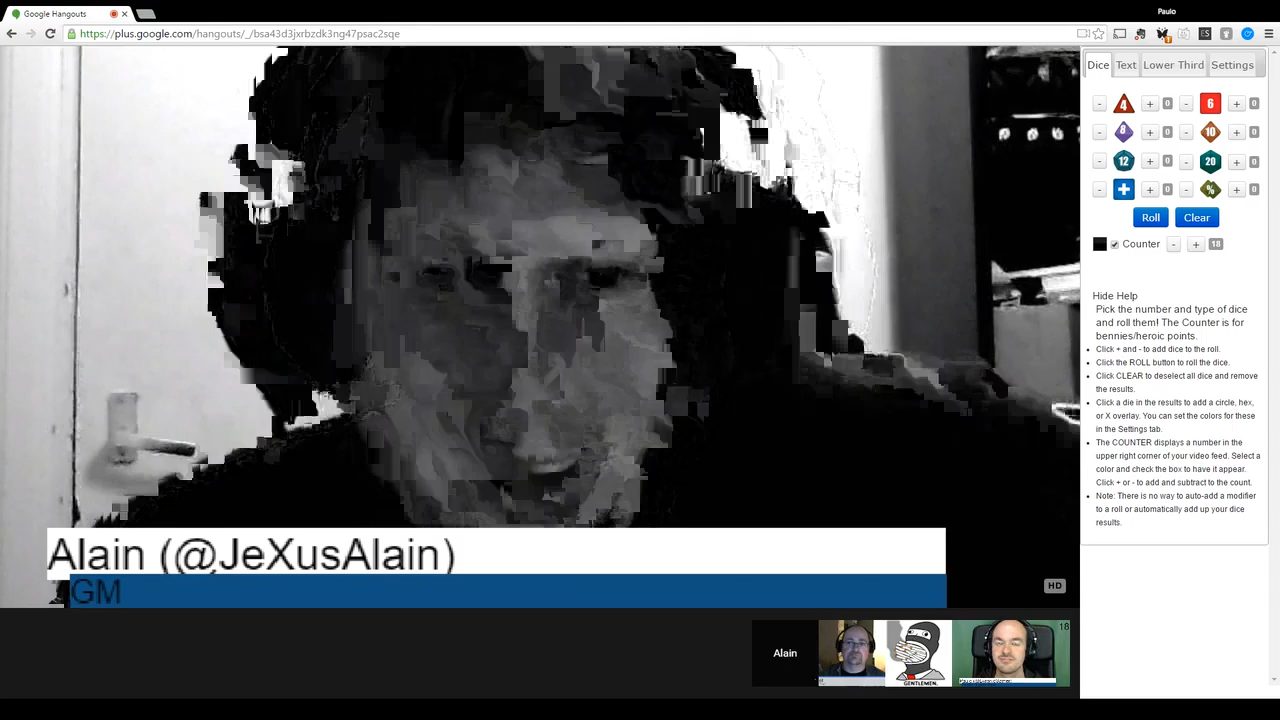 Paulo
Google Hangouts
https://plus.google.com/hangouts/_/bsa43d3jxrbzdk3ng47psac2sqe
Dice Text Lower Third Settings
- 4 + 0 - 6 + 0
- 8 + 0 - 10 + 0
- 12 + 0 - 20 + 0
- + + 0 - % + 0
Roll Clear
Counter - + 18
Hide Help
Pick the number and type of dice
and roll them! The Counter is for
bennies/heroic points.
Click + and - to add dice to the roll.
Click the ROLL button to roll the dice.
Click CLEAR to deselect all dice and remove
the results.
Click a die in the results to add a circle, hex,
or X overlay. You can set the colors for these
in the Settings tab.
The COUNTER displays a number in the
upper right corner of your video feed. Select a
color and check the box to have it appear.
Click + or - to add and subtract to the count.
Note: There is no way to auto-add a modifier
to a roll or automatically add up your dice
results.
Alain (@JeXusAlain)
GM
HD
Alain
GENTLEMEN.
18